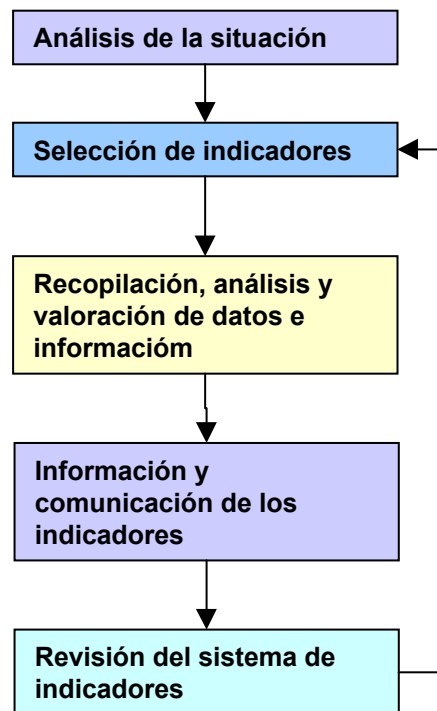 Análisis de la situación
Selección de indicadores
Recopilación, análisis y
valoración de datos e
informacióm
Información y
comunicación de los
indicadores
Revisión del sistema de
indicadores